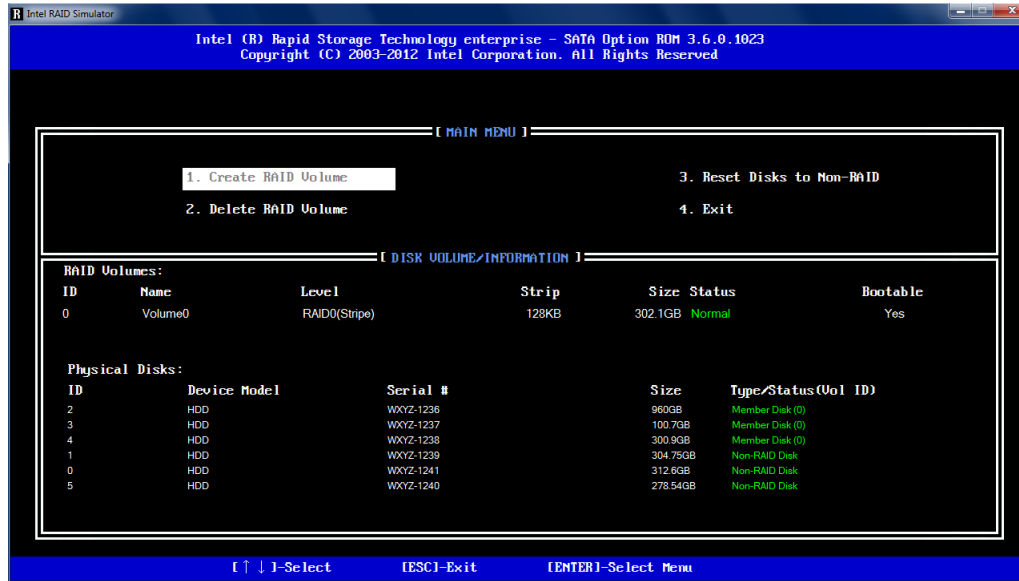 R Intel RAID Simulator
Intel (R) Rapid Storage Technology enterprise - SATA Option ROM 3.6.0.1023
Copyright (C) 2003-2012 Intel Corporation. All Rights Reserved
[ MAIN MENU ]
1. Create RAID Volume 3. Reset Disks to Non-RAID
2. Delete RAID Volume 4. Exit
[ DISK VOLUME/INFORMATION ]
RAID Volumes:
ID Name Level Strip Size Status Bootable
0 Volume0 RAID0(Stripe) 128KB 302.1GB Normal Yes
Physical Disks:
ID Device Model Serial # Size Type/Status(Vol ID)
2 HDD WXYZ-1236 960GB Member Disk (0)
1 HDD WXYZ-1237 100.7GB Member Disk (0)
4 HDD WXYZ-1238 300.9GB Member Disk (0)
3 HDD WXYZ-1239 304.75GB Non-RAID Disk
0 HDD WXYZ-1241 312.6GB Non-RAID Disk
5 HDD WXYZ-1240 278.54GB Non-RAID Disk
[↑↓]-Select [ESC]-Exit [ENTER]-Select Menu